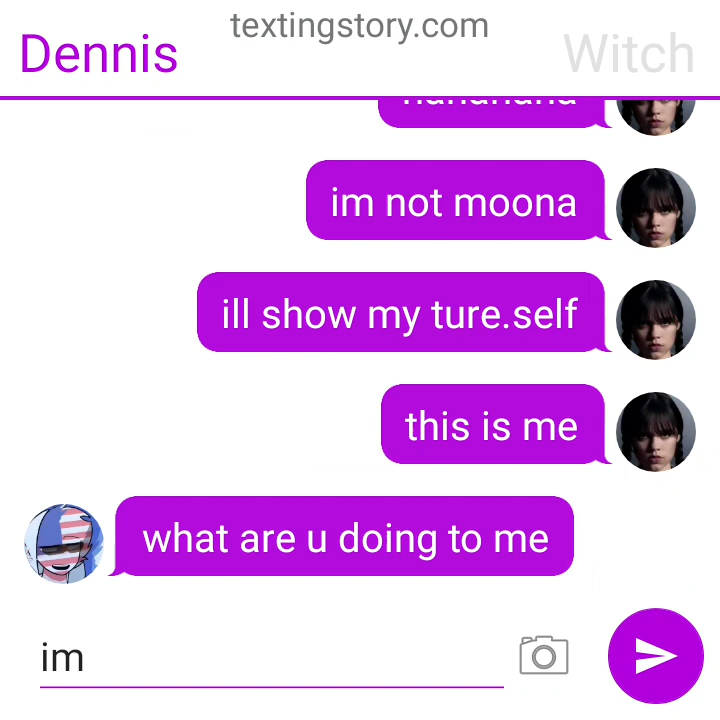 textingstory.com
Dennis
Witch
im not moona
ill show my ture.self
this is me
what are u doing to me
im